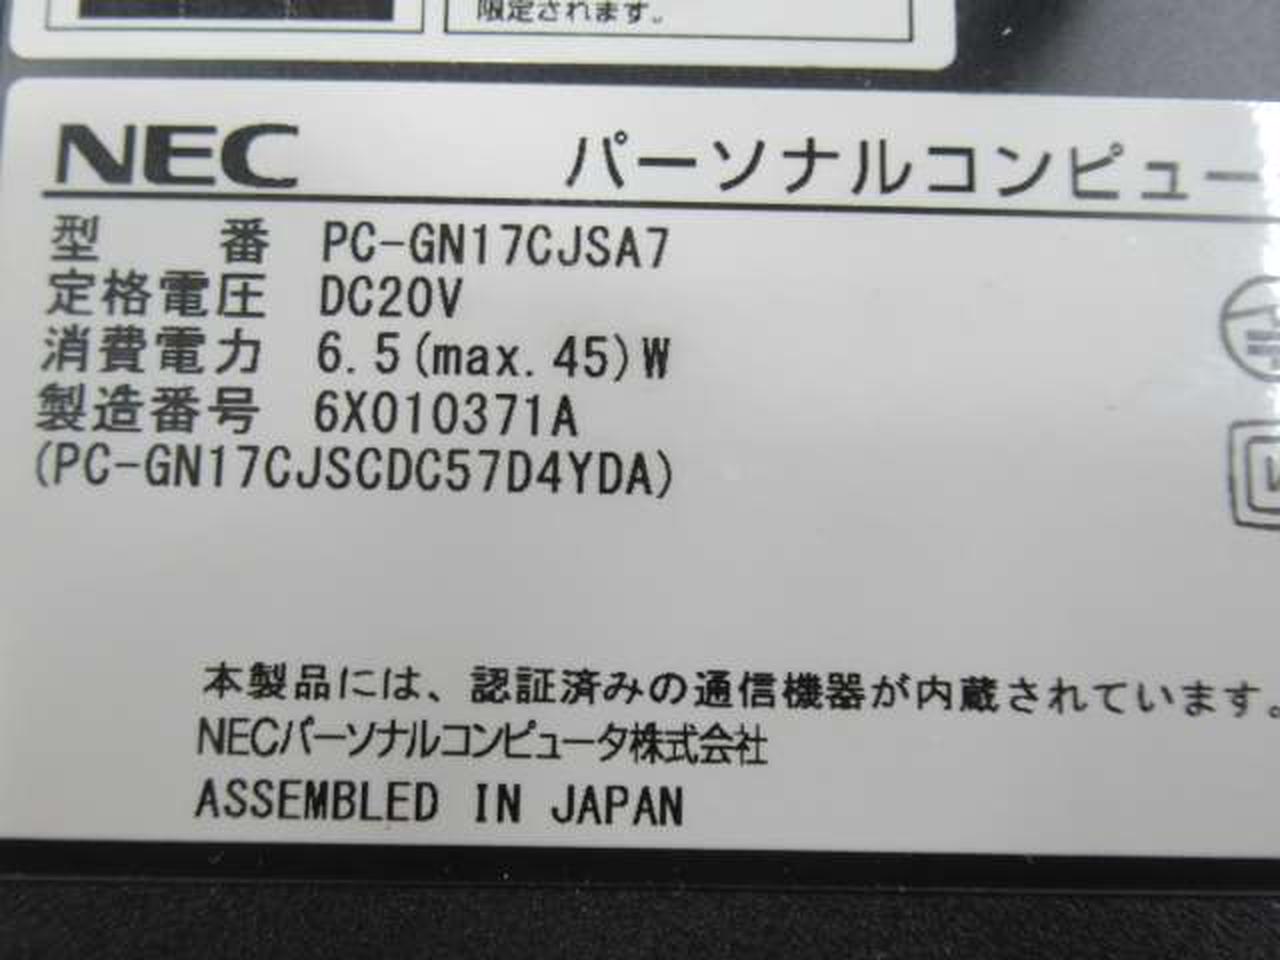 限定されます。
NEC パーソナルコンピュー
型 番 PC-GN17CJSA7
定格電圧 DC20V
消費電力 6.5(max.45)W
製造番号 6X010371A
(PC-GN17CJSCDC57D4YDA)
本製品には、認証済みの通信機器が内蔵されています。
NECパーソナルコンピュータ株式会社
ASSEMBLED IN JAPAN